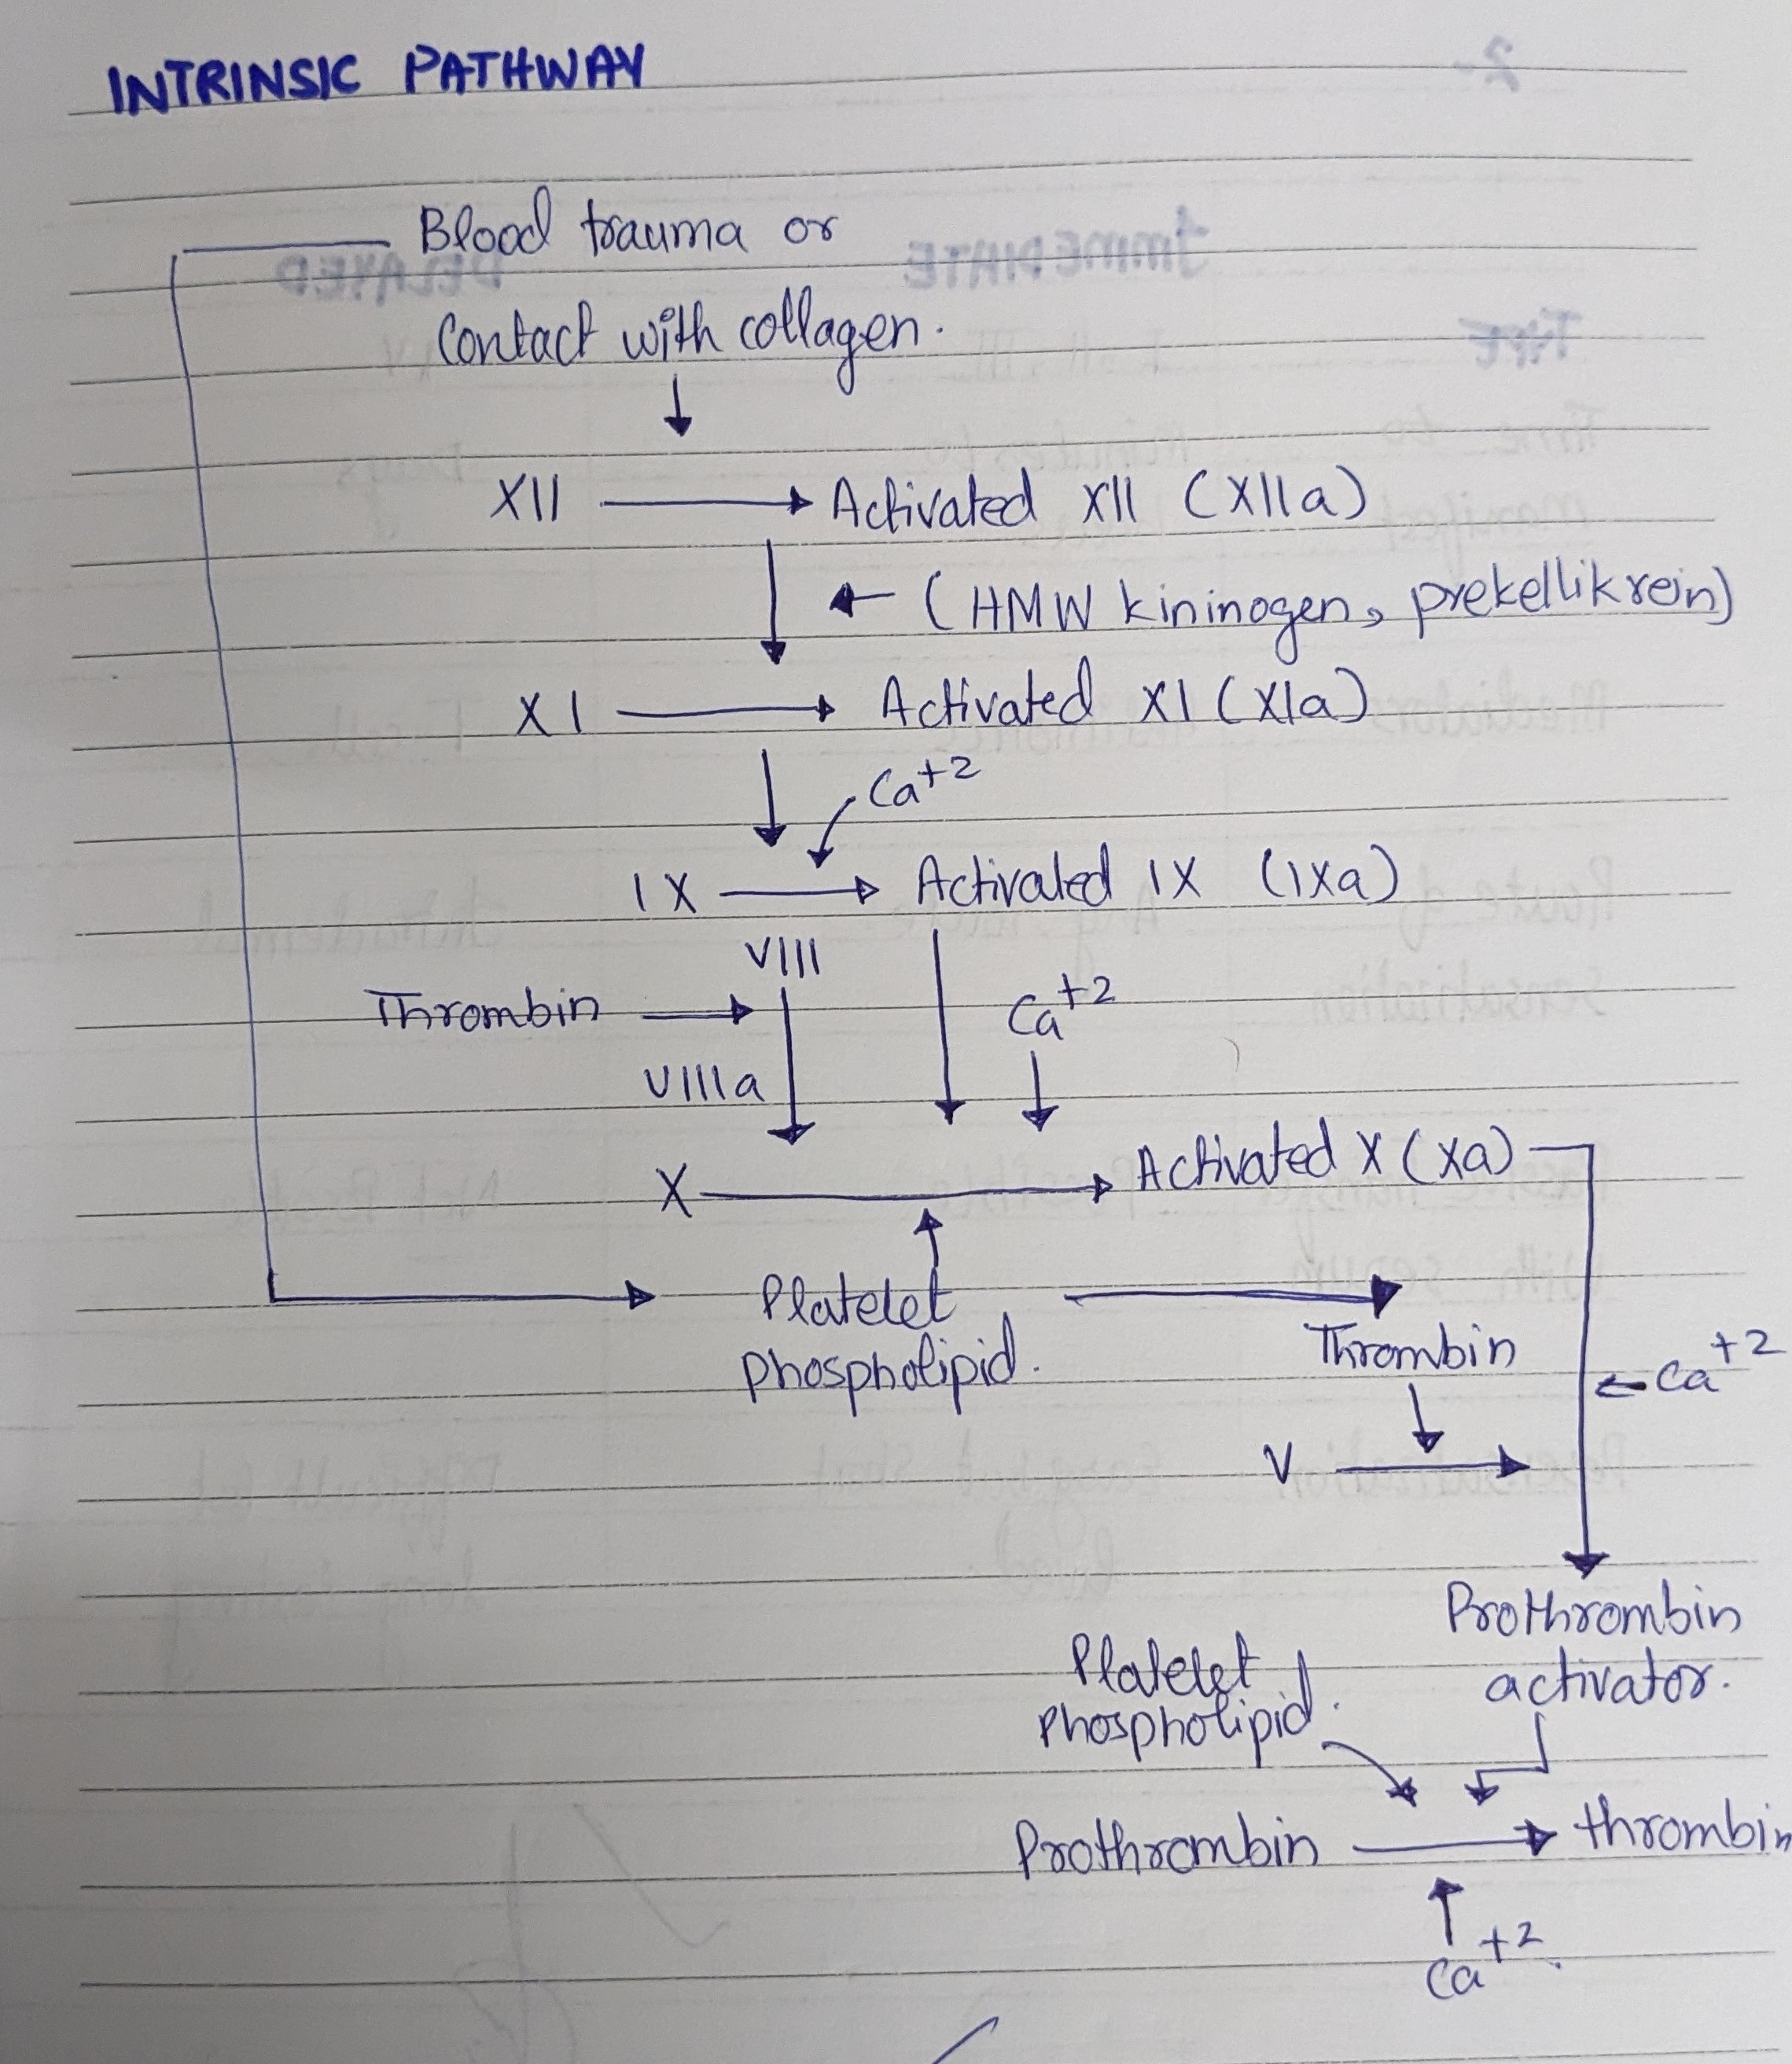 INTRINSIC PATHWAY
Blood trauma or
Contact with collagen.
XII Activated XII (XIIa)
(HMW kininogen, prekellikrein)
XI Activated XI (XIa)
Ca+2
IX Activated IX (IXa)
VIII
Thrombin
Ca+2
VIIIa
X Activated X (Xa)
Platelet
phospholipid.
Thrombin
Ca+2
V
Prothrombin
activator.
Platelet
Phospholipid.
Prothrombin thrombin
Ca+2.